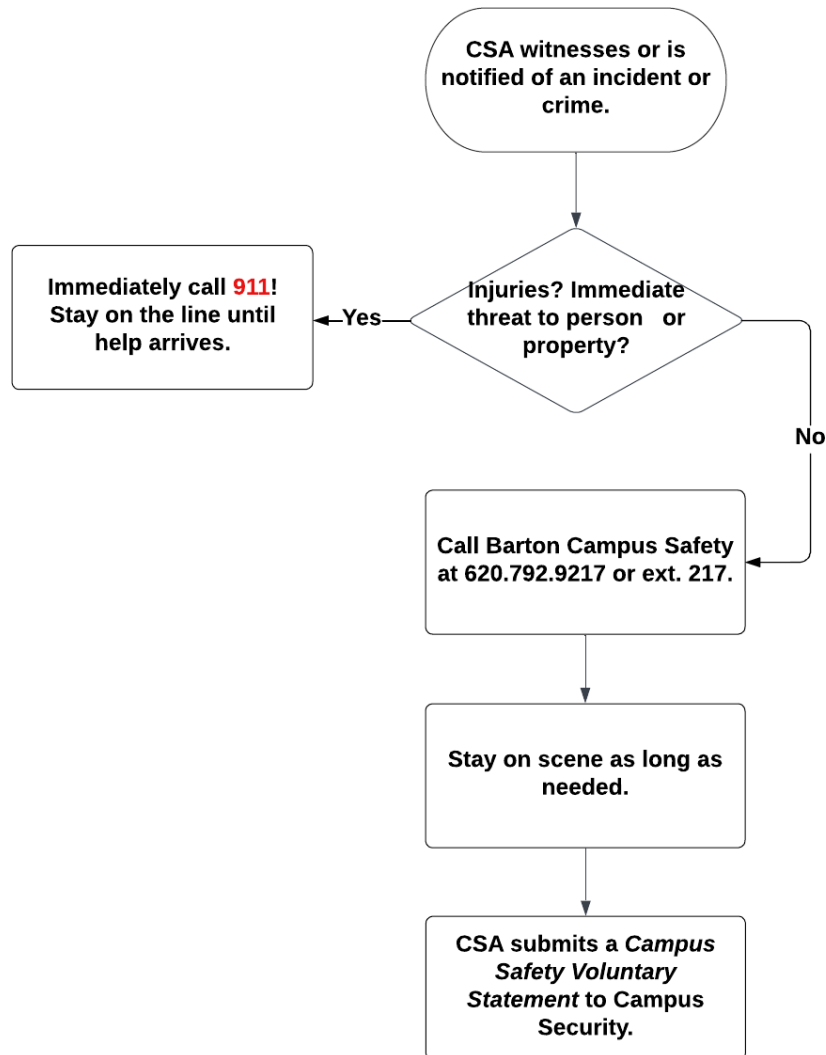 CSA witnesses or is
notified of an incident or
crime.
Injuries? Immediate
threat to person or
property?
Yes
Immediately call 911!
Stay on the line until
help arrives.
No
Call Barton Campus Safety
at 620.792.9217 or ext. 217.
Stay on scene as long as
needed.
CSA submits a Campus
Safety Voluntary
Statement to Campus
Security.